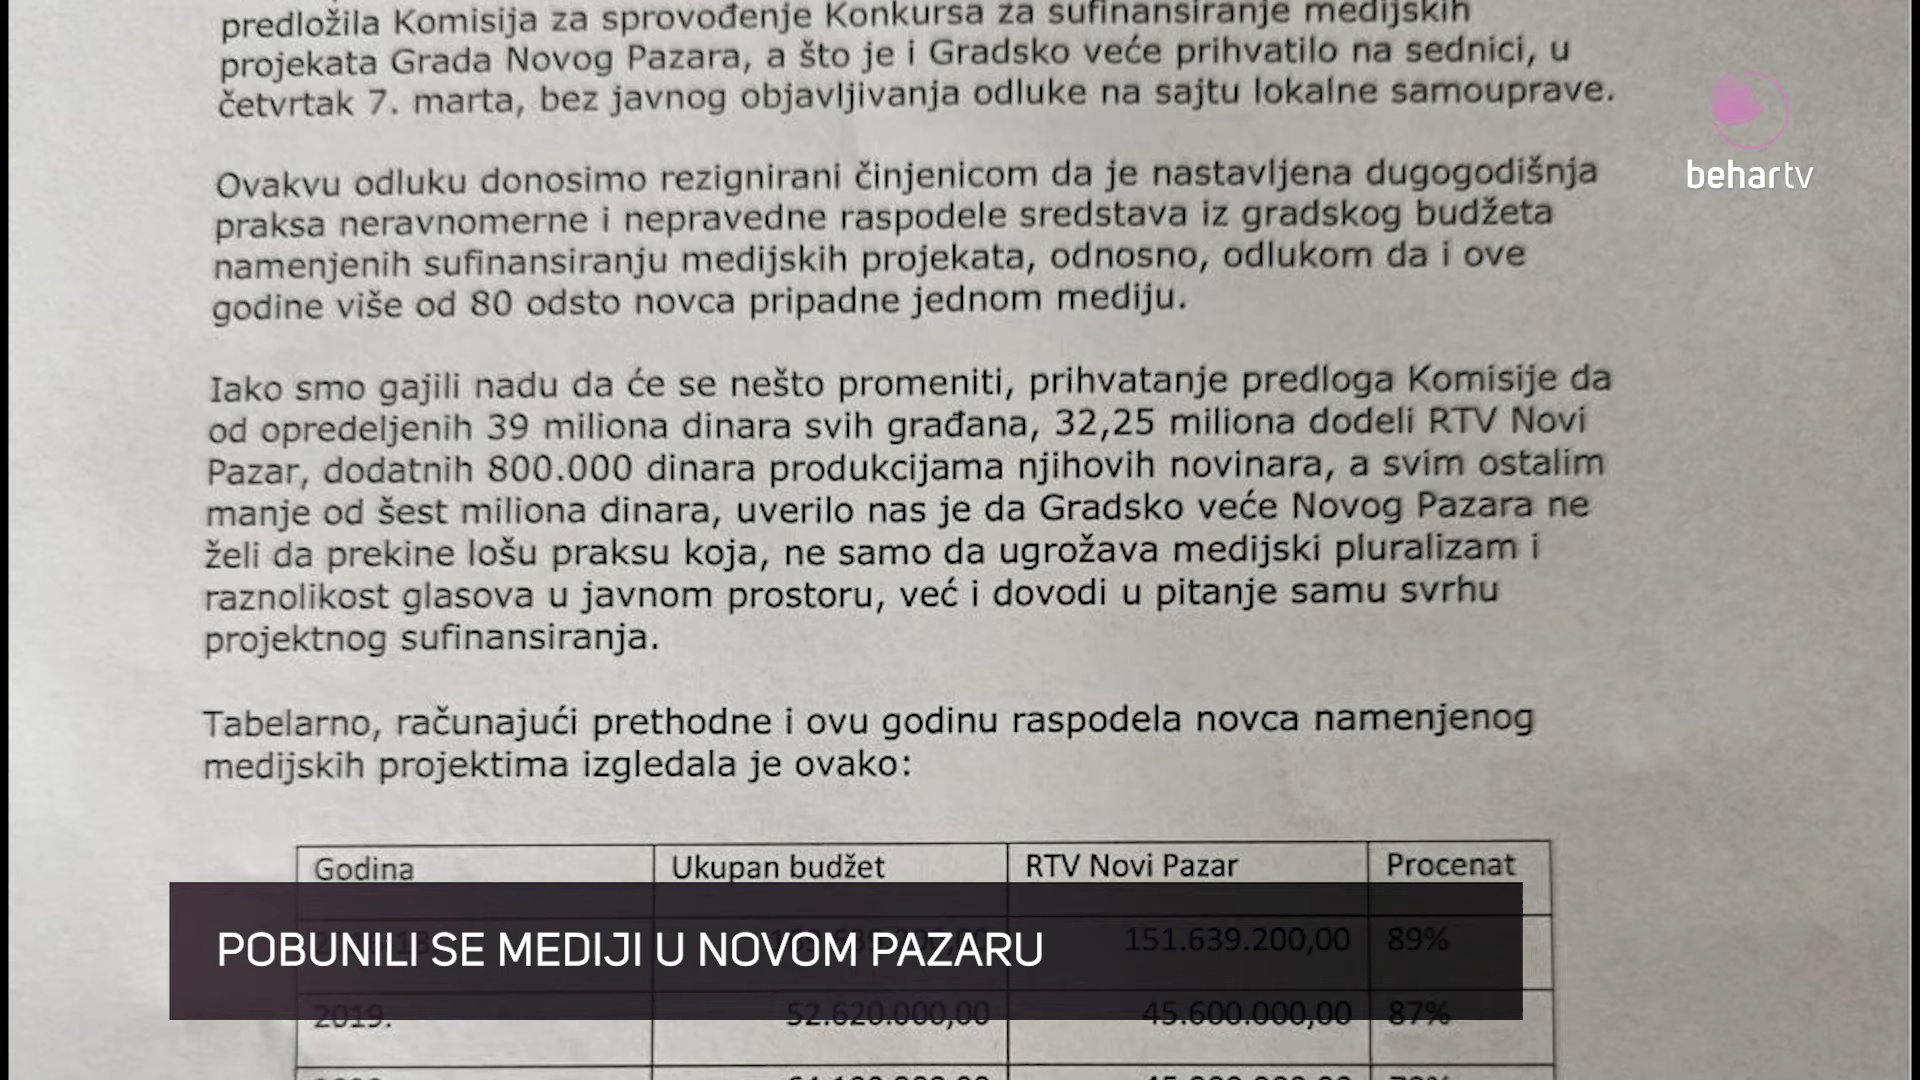 predložila Komisija za sprovođenje Konkursa za sufinansiranje medijskih
projekata Grada Novog Pazara, a što je i Gradsko veće prihvatilo na sednici, u
četvrtak 7. marta, bez javnog objavljivanja odluke na sajtu lokalne samouprave.
behartv
Ovakvu odluku donosimo rezignirani činjenicom da je nastavljena dugogodišnja
praksa neravnomerne i nepravedne raspodele sredstava iz gradskog budžeta
namenjenih sufinansiranju medijskih projekata, odnosno, odlukom da i ove
godine više od 80 odsto novca pripadne jednom mediju.
Iako smo gajili nadu da će se nešto promeniti, prihvatanje predloga Komisije da
od opredeljenih 39 miliona dinara svih građana, 32,25 miliona dodeli RTV Novi
Pazar, dodatnih 800.000 dinara produkcijama njihovih novinara, a svim ostalim
manje od šest miliona dinara, uverilo nas je da Gradsko veće Novog Pazara ne
želi da prekine lošu praksu koja, ne samo da ugrožava medijski pluralizam i
raznolikost glasova u javnom prostoru, već i dovodi u pitanje samu svrhu
projektnog sufinansiranja.
Tabelarno, računajući prethodne i ovu godinu raspodela novca namenjenog
medijskih projektima izgledala je ovako:
Godina Ukupan budžet RTV Novi Pazar Procenat
151.639.200,00 89%
POBUNILI SE MEDIJI U NOVOM PAZARU
2019. 52.620.000,00 45.600.000,00 87%